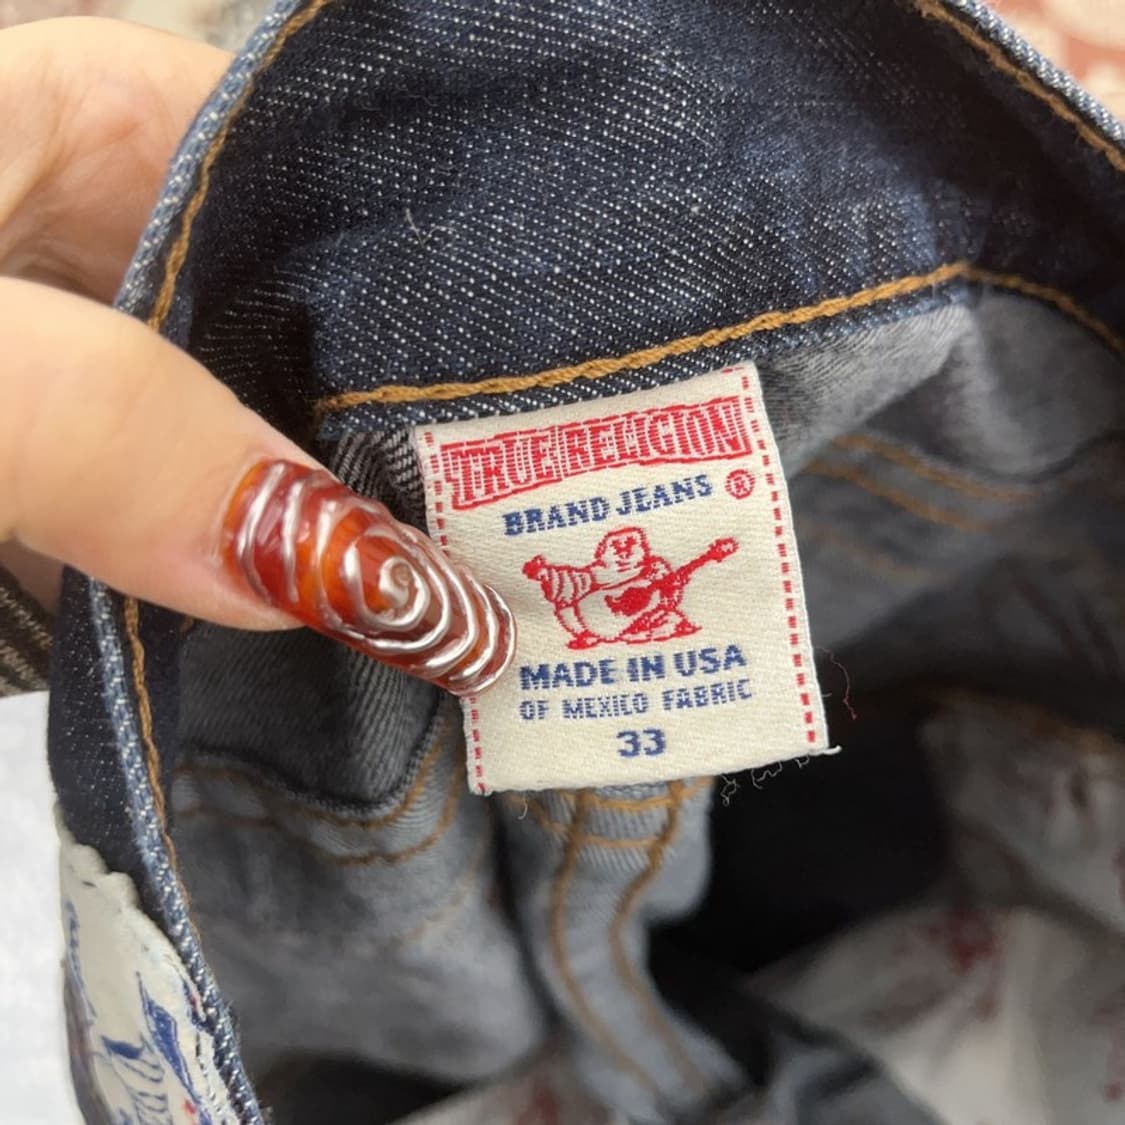 TRUE RELIGION
BRAND JEANS ®
MADE IN USA
OF MEXICO FABRIC
33